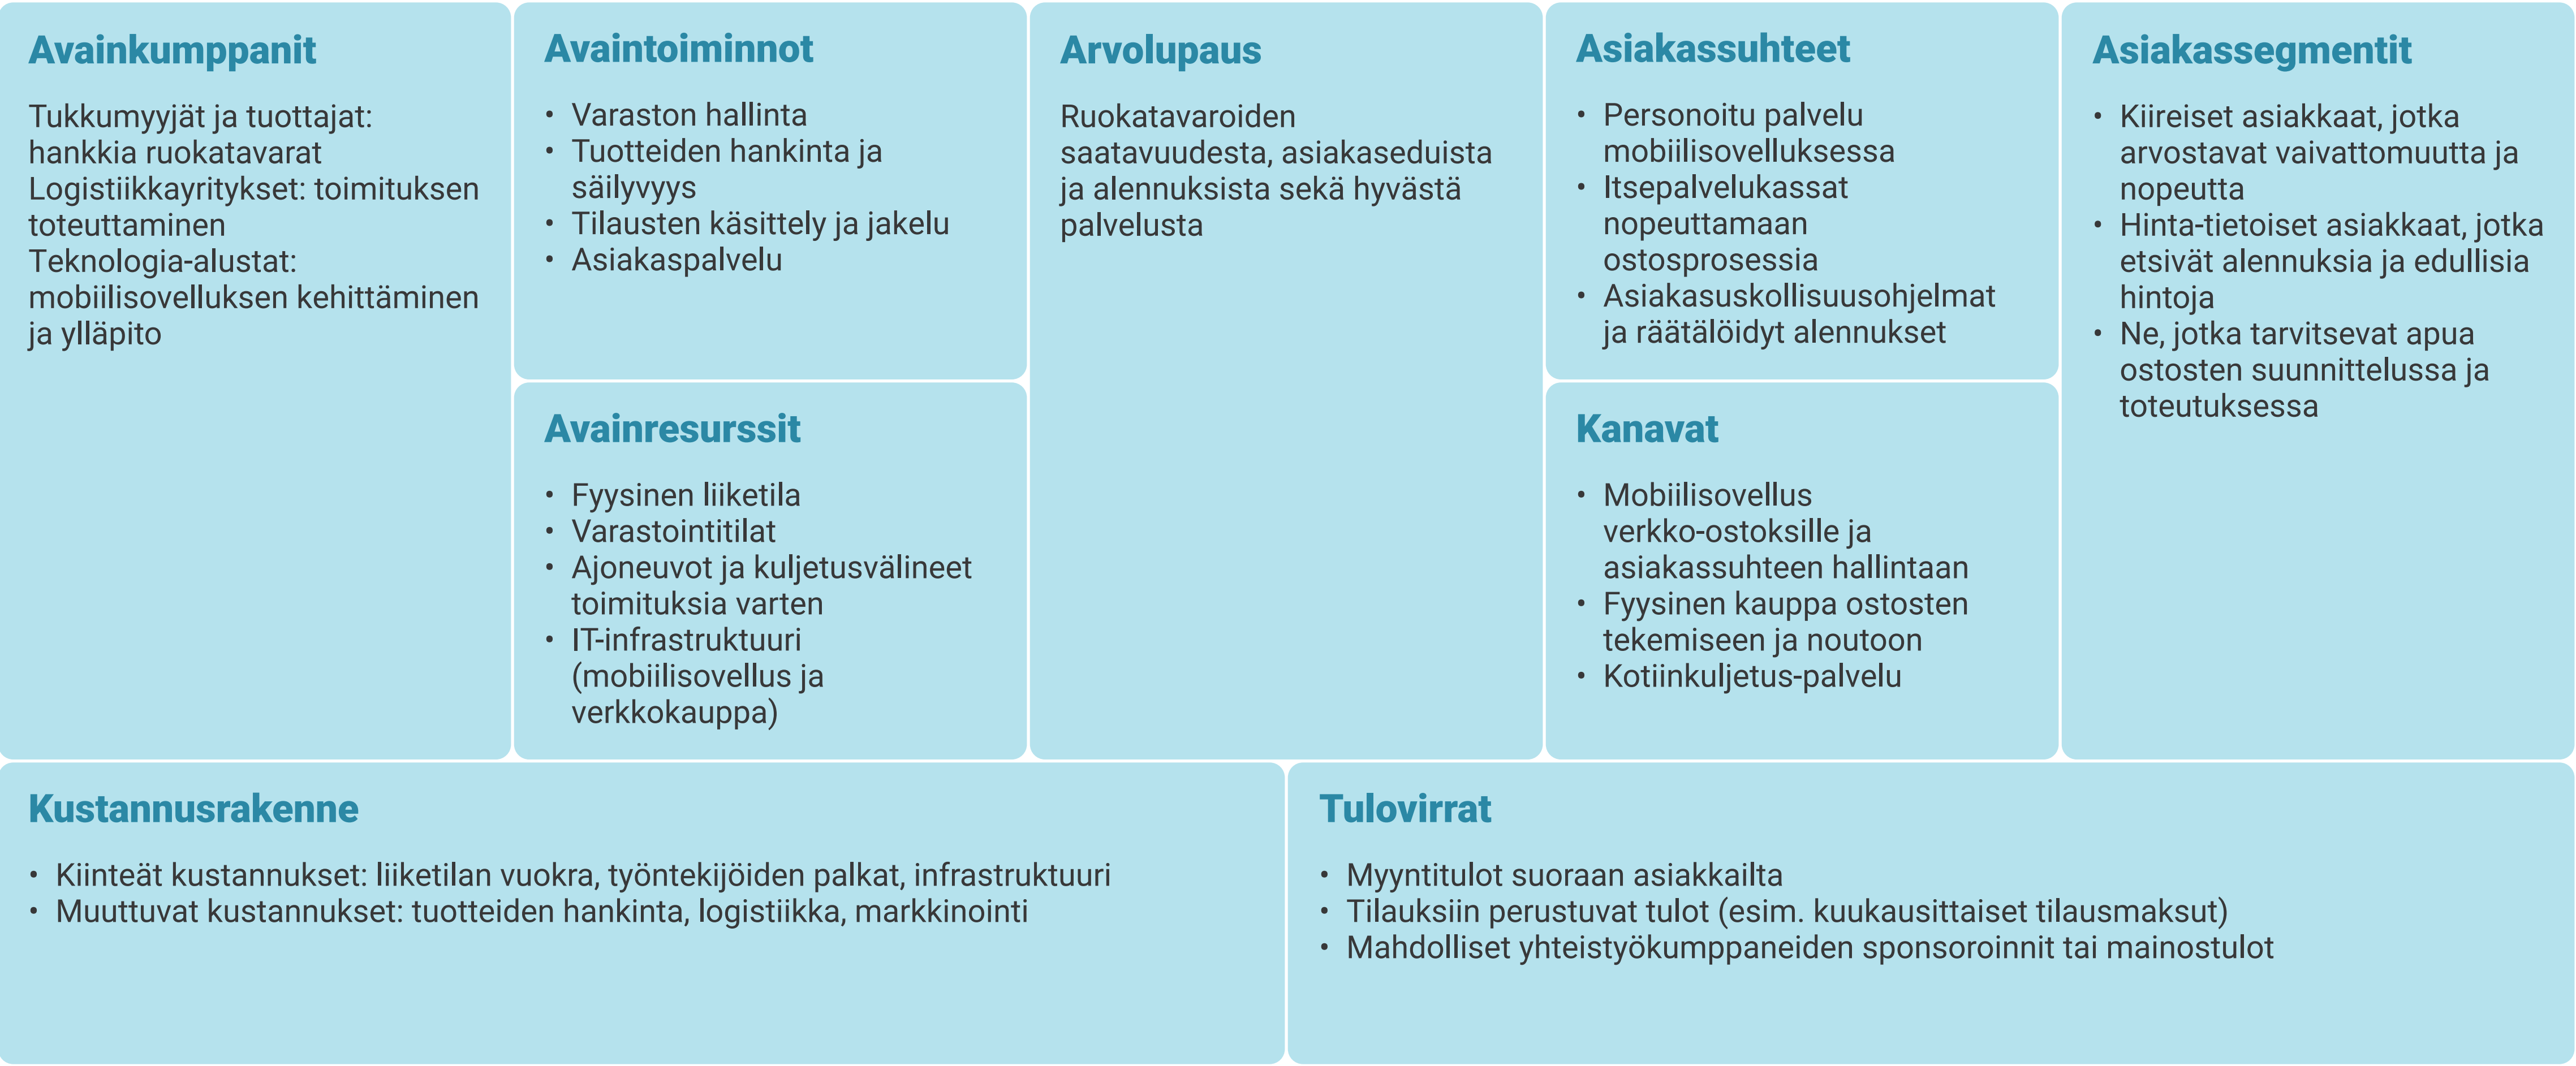 Avainkumppanit
Tukkumyyjät ja tuottajat:
hankkia ruokatavarat
Logistiikkayritykset: toimituksen
toteuttaminen
Teknologia-alustat:
mobiilisovelluksen kehittäminen
ja ylläpito
Avaintoiminnot
• Varaston hallinta
• Tuotteiden hankinta ja
säilyvyys
• Tilausten käsittely ja jakelu
• Asiakaspalvelu
Avainresurssit
• Fyysinen liiketila
• Varastointitilat
• Ajoneuvot ja kuljetusvälineet
toimituksia varten
• IT-infrastruktuuri
(mobiilisovellus ja
verkkokauppa)
Arvolupaus
Ruokatavaroiden
saatavuudesta, asiakaseduista
ja alennuksista sekä hyvästä
palvelusta
Asiakassuhteet
• Personoitu palvelu
mobiilisovelluksessa
• Itsepalvelukassat
nopeuttamaan
ostosprosessia
• Asiakasuskollisuusohjelmat
ja räätälöidyt alennukset
Kanavat
• Mobiilisovellus
verkko-ostoksille ja
asiakassuhteen hallintaan
• Fyysinen kauppa ostosten
tekemiseen ja noutoon
• Kotiinkuljetus-palvelu
Asiakassegmentit
• Kiireiset asiakkaat, jotka
arvostavat vaivattomuutta ja
nopeutta
• Hinta-tietoiset asiakkaat, jotka
etsivät alennuksia ja edullisia
hintoja
• Ne, jotka tarvitsevat apua
ostosten suunnittelussa ja
toteutuksessa
Kustannusrakenne
• Kiinteät kustannukset: liiketilan vuokra, työntekijöiden palkat, infrastruktuuri
• Muuttuvat kustannukset: tuotteiden hankinta, logistiikka, markkinointi
Tulovirrat
• Myyntitulot suoraan asiakkailta
• Tilauksiin perustuvat tulot (esim. kuukausittaiset tilausmaksut)
• Mahdolliset yhteistyökumppaneiden sponsoroinnit tai mainostulot